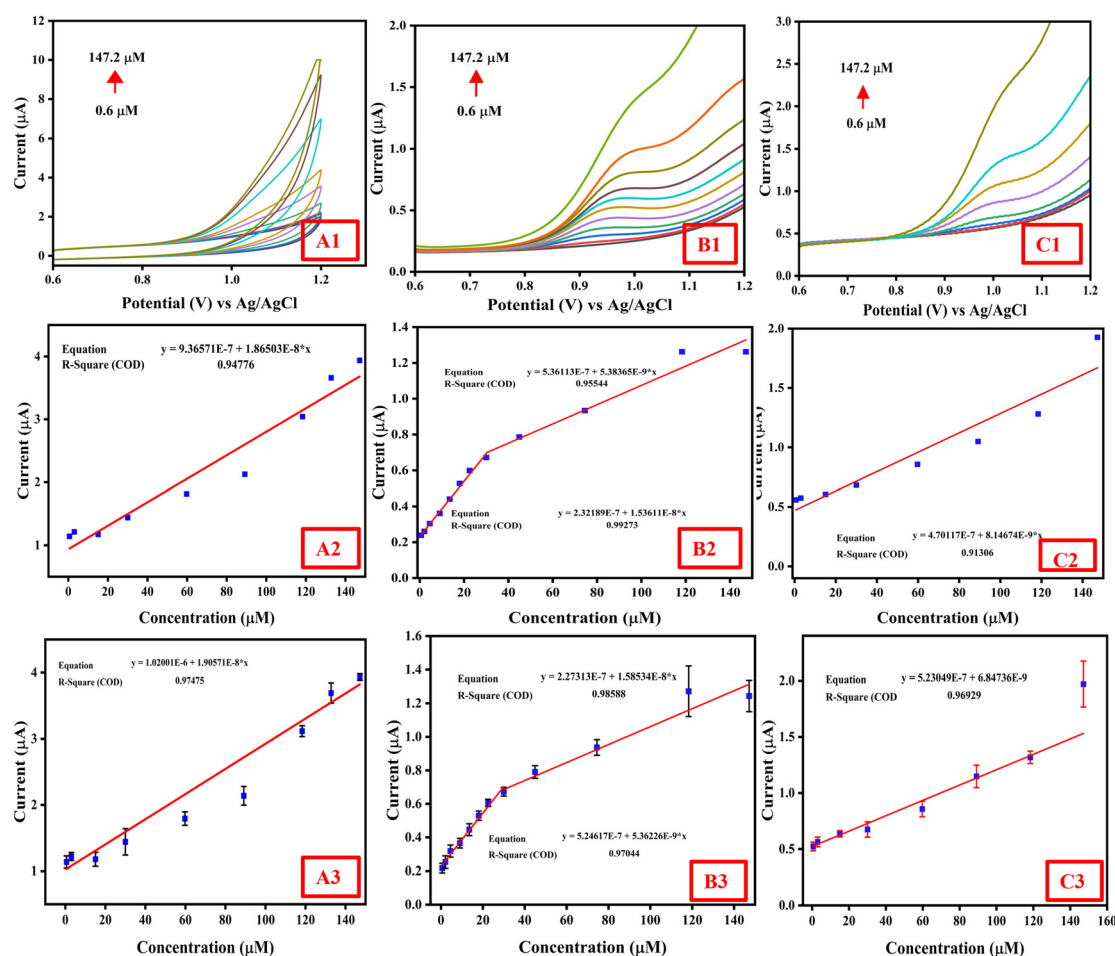 12
10
8
6
4
2
0
147.2 μM
0.6 μM
A1
Current (μA)
0.6
0.8
1.0
1.2
Potential (V) vs Ag/AgCl
2.0
1.5
1.0
0.5
0.0
147.2 μM
0.6 μM
B1
Current (μA)
0.6
0.7
0.8
0.9
1.0
1.1
1.2
Potential (V) vs Ag/AgCl
3.0
2.5
2.0
1.5
1.0
0.5
0.0
147.2 μM
0.6 μM
C1
Current (μA)
0.6
0.7
0.8
0.9
1.0
1.1
1.2
Potential (V) vs Ag/AgCl
4
3
2
1
Equation y = 9.36571E-7 + 1.86503E-8*x
R-Square (COD) 0.94776
A2
Current (μA)
0 20 40 60 80 100 120 140
Concentration (μM)
1.4
1.2
1.0
0.8
0.6
0.4
0.2
0.0
Equation y = 5.36113E-7 + 5.38365E-9*x
R-Square (COD) 0.95544
Equation y = 2.32189E-7 + 1.53611E-8*x
R-Square (COD) 0.99273
B2
Current (μA)
0 20 40 60 80 100 120 140
Concentration (μM)
2.0
1.5
1.0
0.5
0.0
Equation y = 4.70117E-7 + 8.14674E-9*x
R-Square (COD) 0.91306
C2
Current (μA)
0 20 40 60 80 100 120 140
Concentration (μM)
4
3
2
1
Equation y = 1.02001E-6 + 1.90571E-8*x
R-Square (COD) 0.97475
A3
Current (μA)
0 20 40 60 80 100 120 140
Concentration (μM)
1.6
1.4
1.2
1.0
0.8
0.6
0.4
0.2
0.0
Equation y = 2.27313E-7 + 1.58534E-8*x
R-Square (COD) 0.98588
Equation y = 5.24617E-7 + 5.36226E-9*x
R-Square (COD) 0.97044
B3
Current (μA)
0 20 40 60 80 100 120 140
Concentration (μM)
2.0
1.5
1.0
0.5
0.0
Equation y = 5.23049E-7 + 6.84736E-9
R-Square (COD 0.96929
C3
Current (μA)
0 20 40 60 80 100 120 140 160
Concentration (μM)